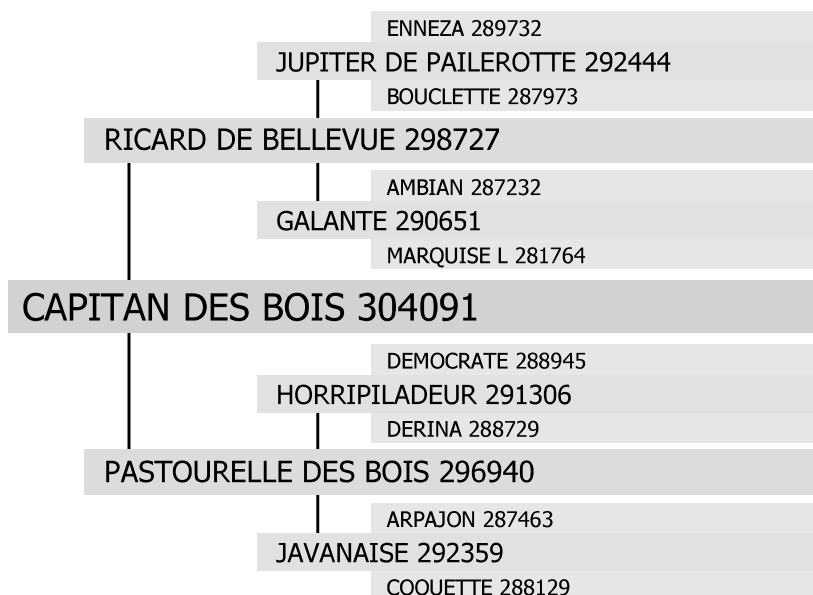 ENNEZA 289732
JUPITER DE PAILEROTTE 292444
BOUCLETTE 287973
RICARD DE BELLEVUE 298727
AMBIAN 287232
GALANTE 290651
MARQUISE L 281764
CAPITAN DES BOIS 304091
DEMOCRATE 288945
HORRIPILADEUR 291306
DERINA 288729
PASTOURELLE DES BOIS 296940
ARPAJON 287463
JAVANAISE 292359
COQUETTE 288129